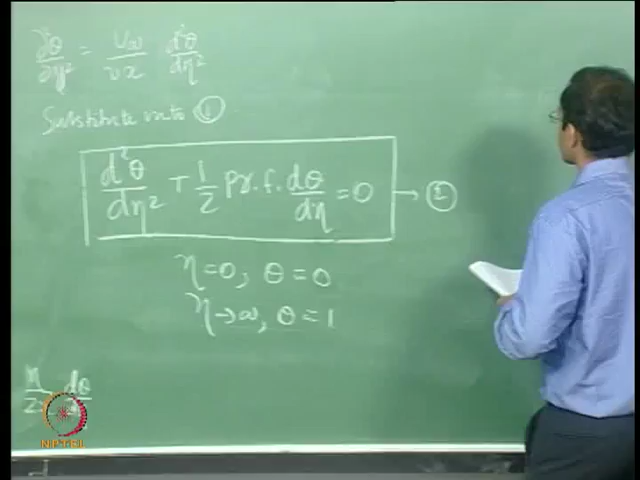 ∂²θ/∂y² = U∞/νx d²θ/dη²
Substitute into ①
d²θ/dη² + 1/2 Pr. f. dθ/dη = 0 → ②
η=0, θ=0
η→∞, θ=1
NPTEL